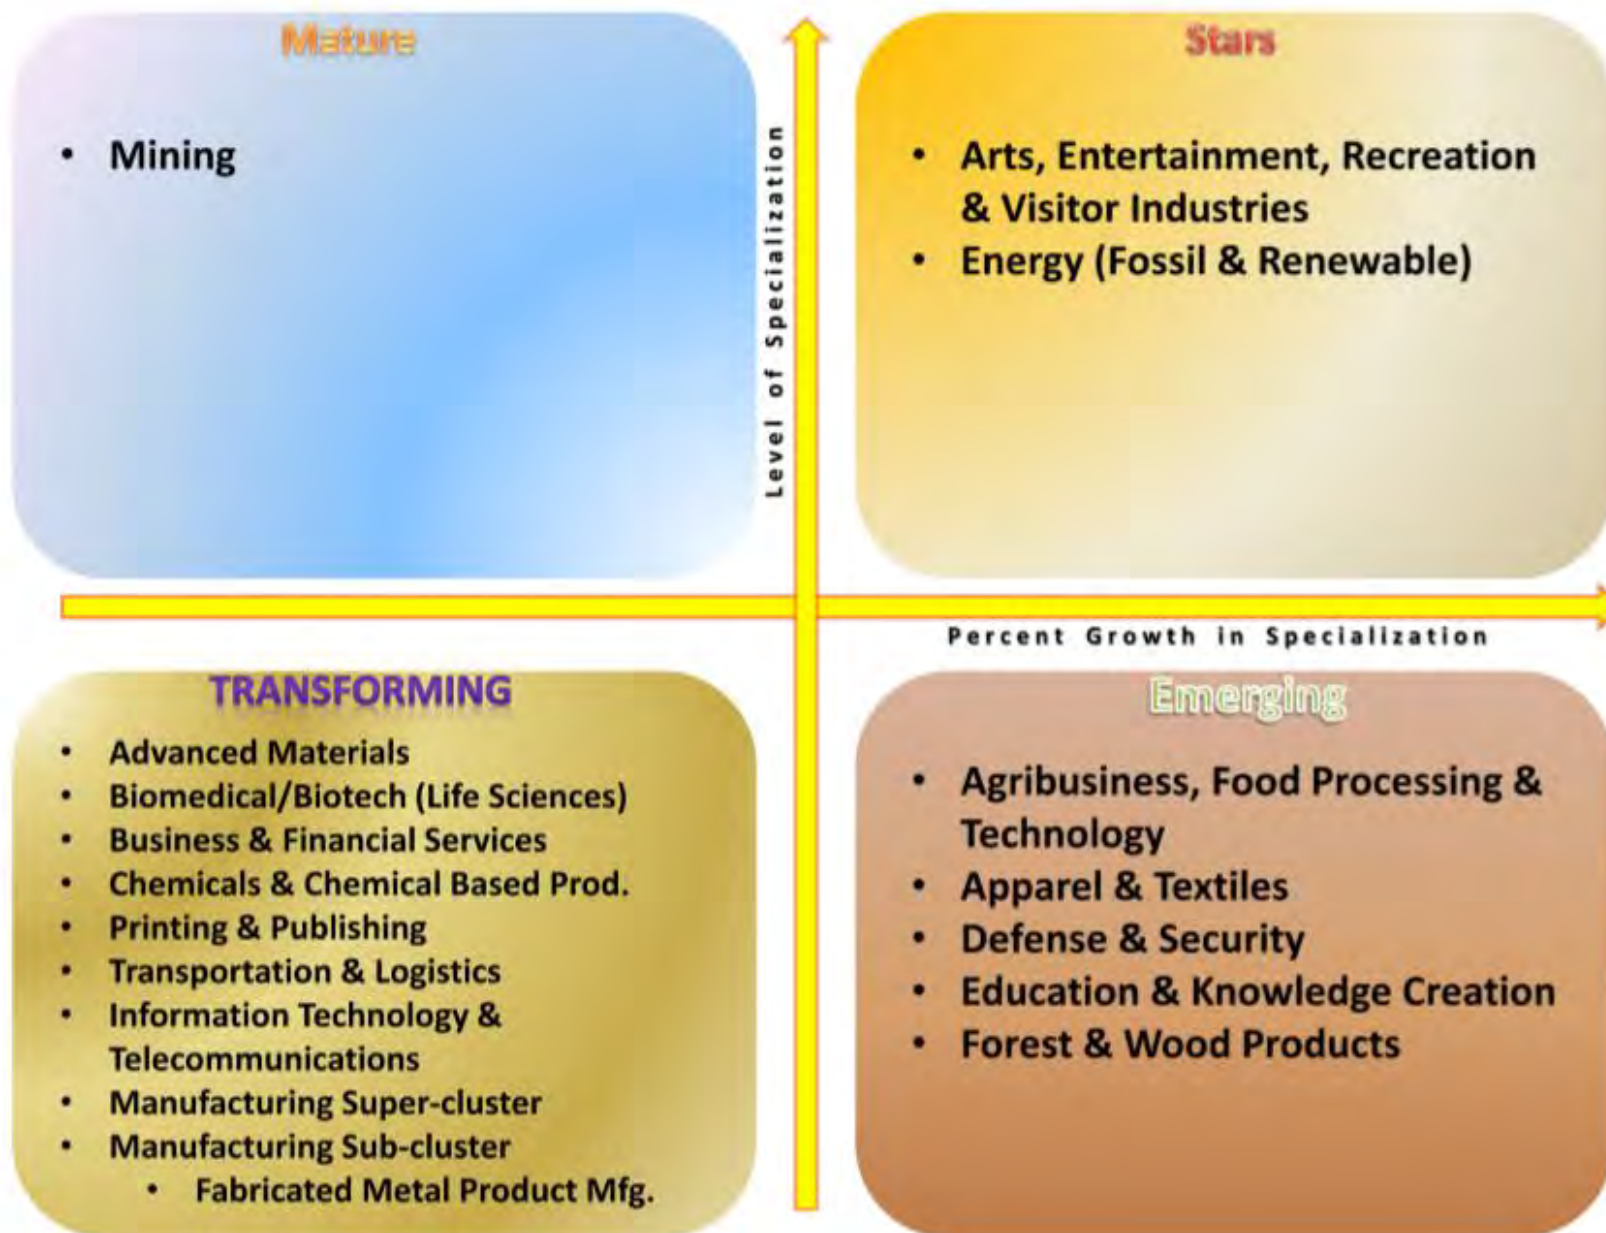 Mature
• Mining
Level of Specialization
Stars
• Arts, Entertainment, Recreation
& Visitor Industries
• Energy (Fossil & Renewable)
Percent Growth in Specialization
TRANSFORMING
• Advanced Materials
• Biomedical/Biotech (Life Sciences)
• Business & Financial Services
• Chemicals & Chemical Based Prod.
• Printing & Publishing
• Transportation & Logistics
• Information Technology &
Telecommunications
• Manufacturing Super-cluster
• Manufacturing Sub-cluster
• Fabricated Metal Product Mfg.
Emerging
• Agribusiness, Food Processing &
Technology
• Apparel & Textiles
• Defense & Security
• Education & Knowledge Creation
• Forest & Wood Products